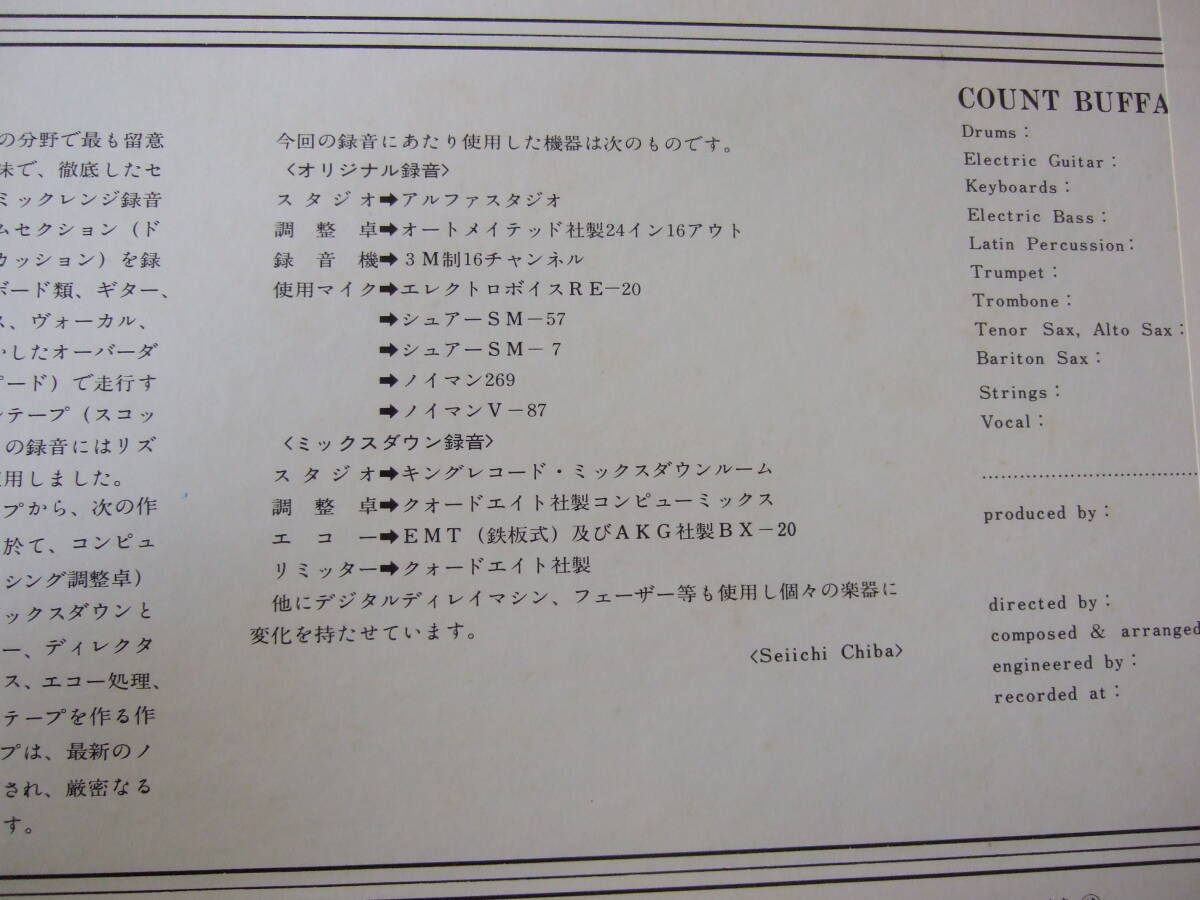 の分野で最も留意
味で、徹底したセ
ミックレンジ録音
ムセクション（ド
カッション）を録
ボード類、ギター、
ス、ヴォーカル、
いしたオーバーダ
ピード）で走行す
ンテープ（スコッ
の録音にはリズ
使用しました。
プから、次の作
於て、コンピュ
シング調整卓）
ックスダウンと
ー、ディレクタ
ス、エコー処理、
テープを作る作
プは、最新のノ
され、厳密なる
す。
今回の録音にあたり使用した機器は次のものです。
〈オリジナル録音〉
スタジオ➡アルファスタジオ
調整卓➡オートメイテッド社製24イン16アウト
録音機➡３Ｍ制16チャンネル
使用マイク➡エレクトロボイスＲＥ−20
➡シュアーＳＭ−57
➡シュアーＳＭ−７
➡ノイマン269
➡ノイマンＶ−87
〈ミックスダウン録音〉
スタジオ➡キングレコード・ミックスダウンルーム
調整卓➡クオードエイト社製コンピューミックス
エコー➡ＥＭＴ（鉄板式）及びＡＫＧ社製ＢＸ−20
リミッター➡クォードエイト社製
他にデジタルディレイマシン、フェーザー等も使用し個々の楽器に
変化を持たせています。
〈Seiichi Chiba〉
COUNT BUFFA
Drums：
Electric Guitar：
Keyboards：
Electric Bass：
Latin Percussion：
Trumpet：
Trombone：
Tenor Sax, Alto Sax：
Bariton Sax：
Strings：
Vocal：
produced by：
directed by：
composed & arranged
engineered by：
recorded at：